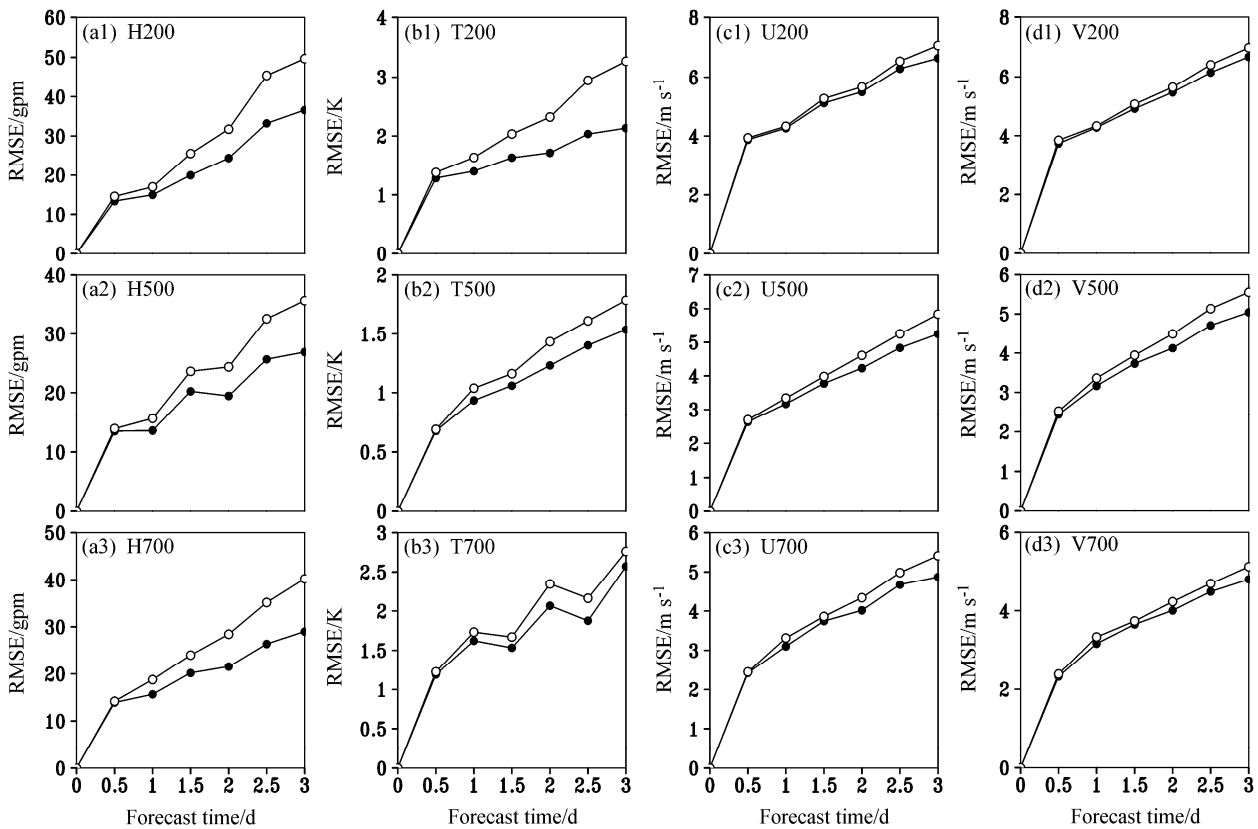 (a1) H200
60
50
40
30
20
10
0
RMSE/gpm
(b1) T200
4
3
2
1
0
RMSE/K
(c1) U200
8
6
4
2
0
RMSE/m s⁻¹
(d1) V200
8
6
4
2
0
RMSE/m s⁻¹
(a2) H500
40
30
20
10
0
RMSE/gpm
(b2) T500
2
1.5
1
0.5
0
RMSE/K
(c2) U500
7
6
5
4
3
2
1
0
RMSE/m s⁻¹
(d2) V500
6
5
4
3
2
1
0
RMSE/m s⁻¹
(a3) H700
50
40
30
20
10
0
RMSE/gpm
0 0.5 1 1.5 2 2.5 3
Forecast time/d
(b3) T700
3
2.5
2
1.5
1
0.5
0
RMSE/K
0 0.5 1 1.5 2 2.5 3
Forecast time/d
(c3) U700
6
5
4
3
2
1
0
RMSE/m s⁻¹
0 0.5 1 1.5 2 2.5 3
Forecast time/d
(d3) V700
6
4
2
0
RMSE/m s⁻¹
0 0.5 1 1.5 2 2.5 3
Forecast time/d